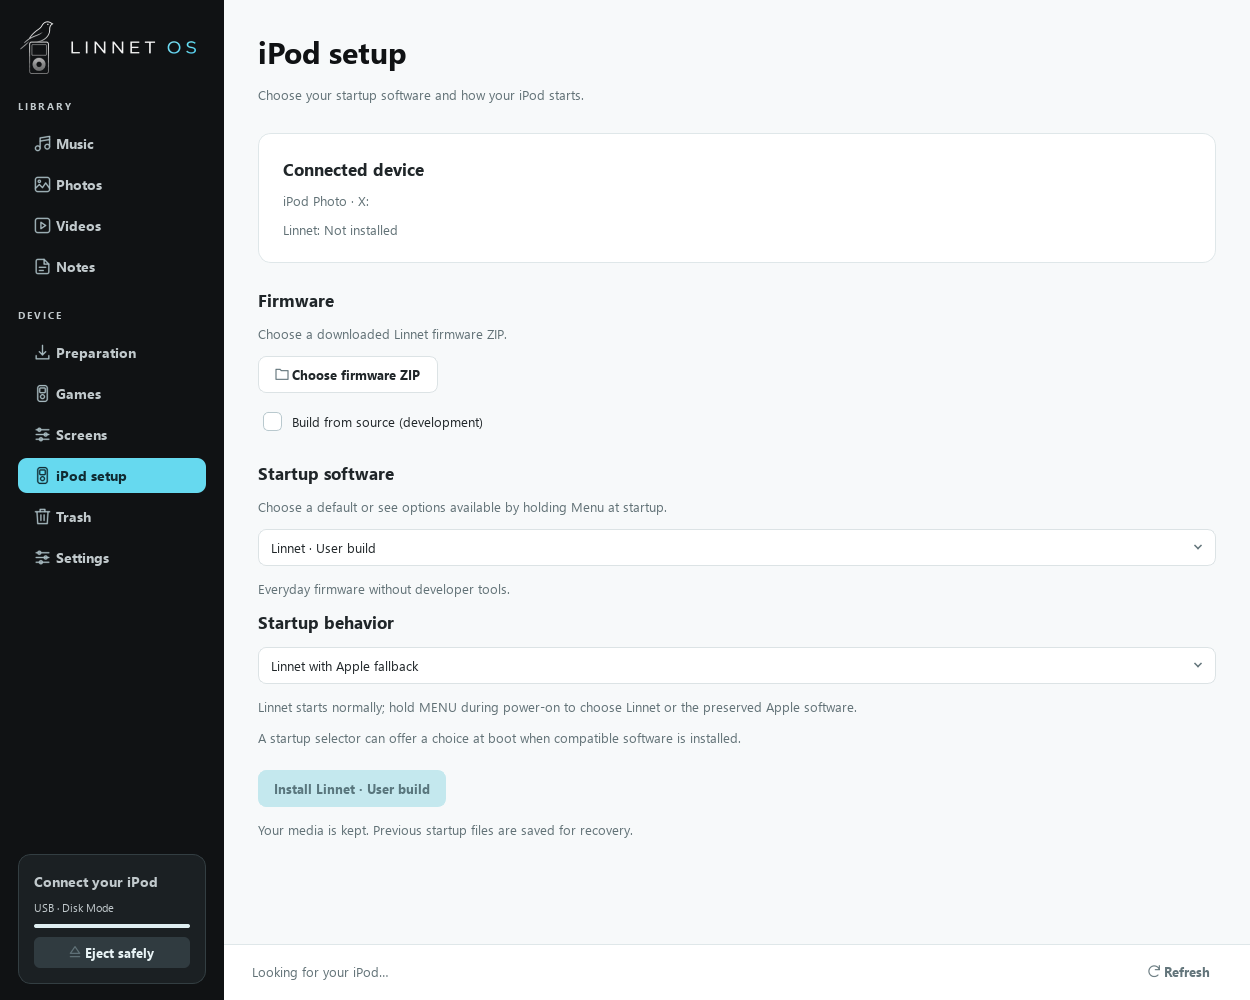 LINNET OS
LIBRARY
Music
Photos
Videos
Notes
DEVICE
Preparation
Games
Screens
iPod setup
Trash
Settings
Connect your iPod
USB · Disk Mode
Eject safely
iPod setup
Choose your startup software and how your iPod starts.
Connected device
iPod Photo · X:
Linnet: Not installed
Firmware
Choose a downloaded Linnet firmware ZIP.
Choose firmware ZIP
Build from source (development)
Startup software
Choose a default or see options available by holding Menu at startup.
Linnet · User build
Everyday firmware without developer tools.
Startup behavior
Linnet with Apple fallback
Linnet starts normally; hold MENU during power-on to choose Linnet or the preserved Apple software.
A startup selector can offer a choice at boot when compatible software is installed.
Install Linnet · User build
Your media is kept. Previous startup files are saved for recovery.
Looking for your iPod...
Refresh